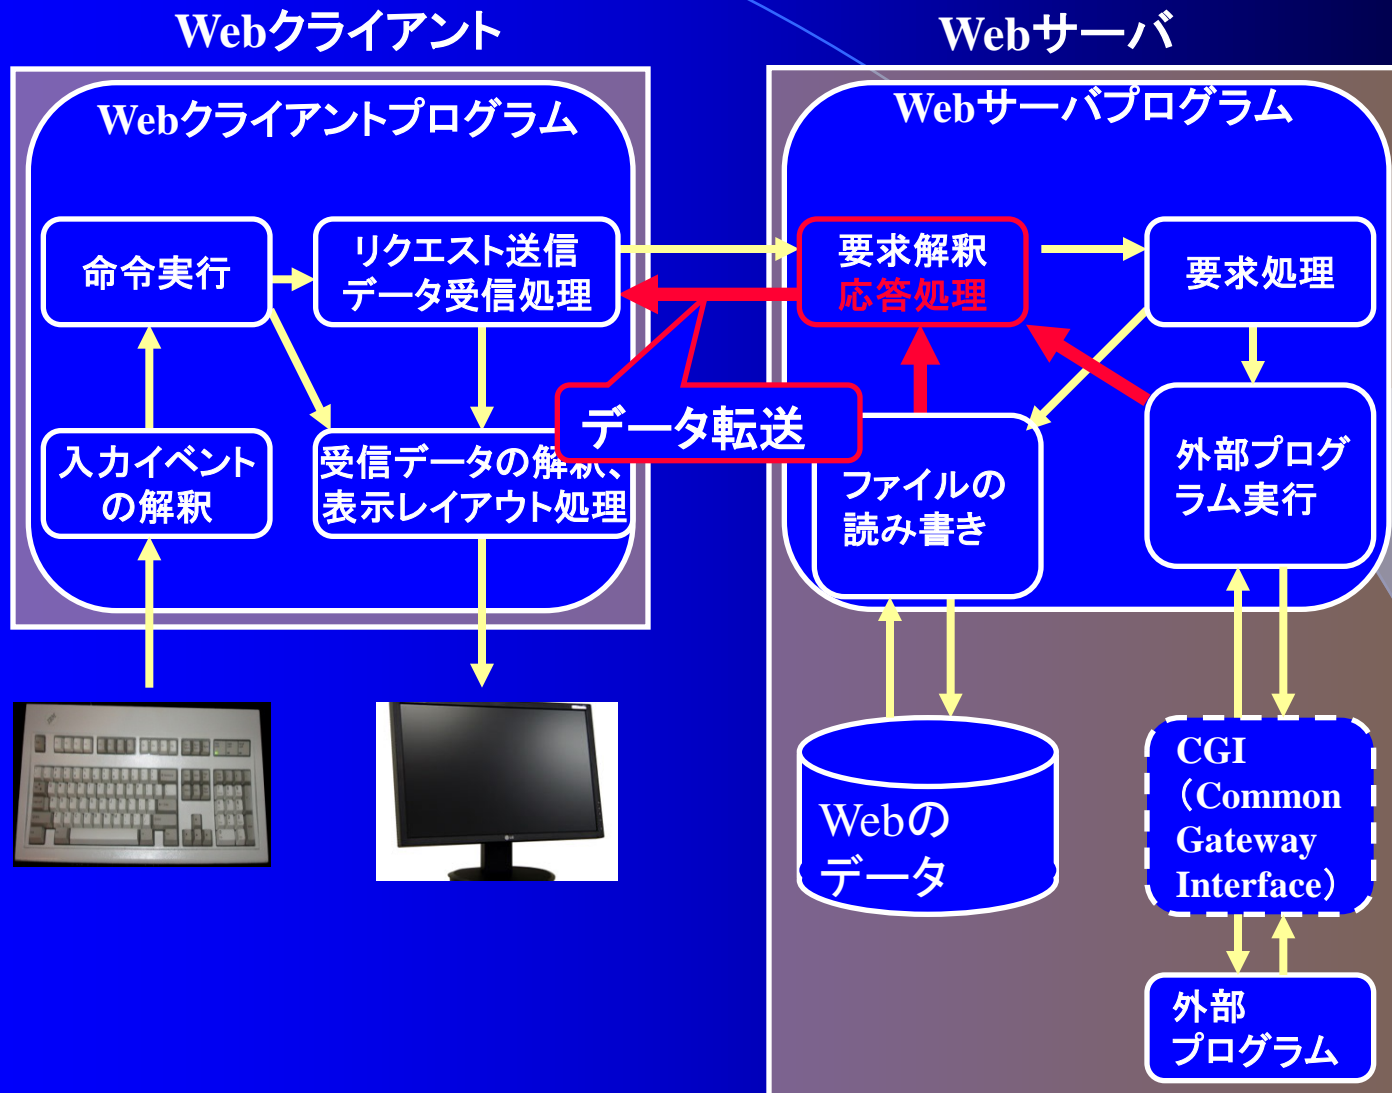 Webクライアント
Webサーバ
Webクライアントプログラム
Webサーバプログラム
命令実行
リクエスト送信
データ受信処理
要求解釈
応答処理
要求処理
データ転送
入力イベント
の解釈
受信データの解釈、
表示レイアウト処理
ファイルの
読み書き
外部プログ
ラム実行
Webの
データ
CGI
（Common
Gateway
Interface）
外部
プログラム